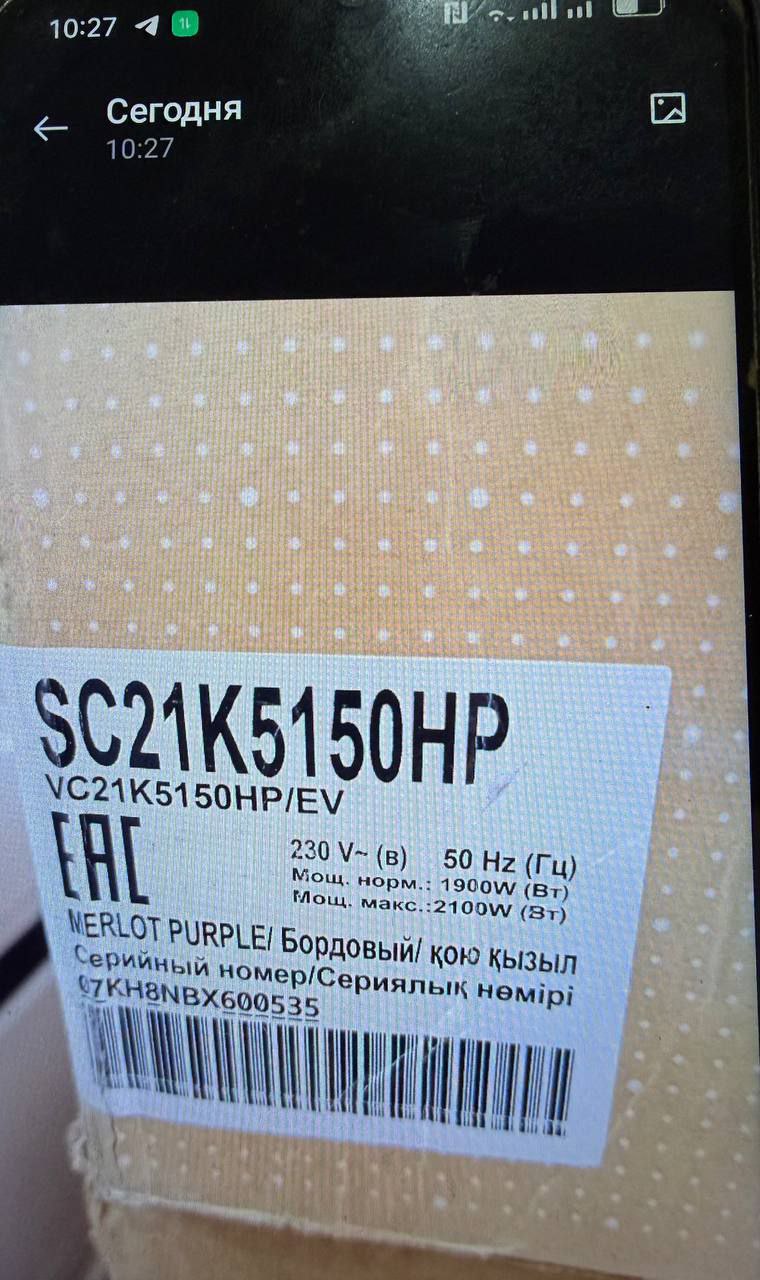 10:27
Сегодня
10:27
SC21K5150HP
VC21K5150HP/EV
EAC
230 V~ (в) 50 Hz (Гц)
Мощ. норм.: 1900W (Вт)
Мощ. макс.:2100W (Вт)
MERLOT PURPLE/ Бордовый/ қою қызыл
Серийный номер/Сериялық нөмірі
07KH8NBX600535